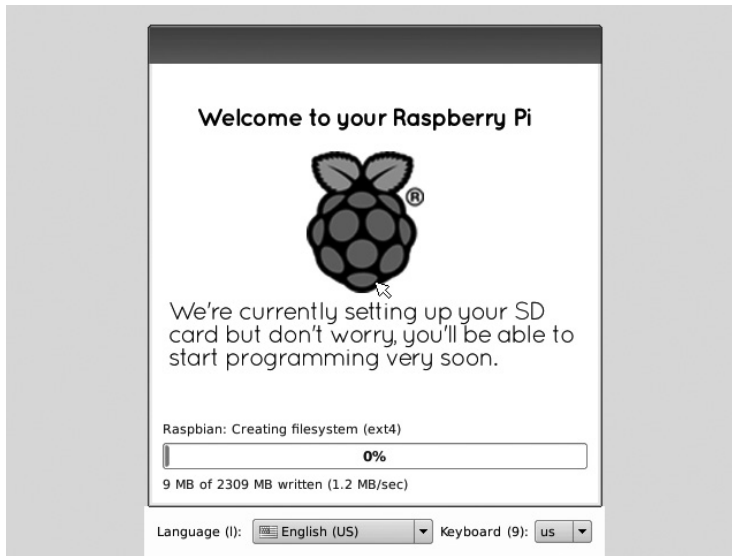 Welcome to your Raspberry Pi
®
We're currently setting up your SD
card but don't worry, you'll be able to
start programming very soon.
Raspbian: Creating filesystem (ext4)
0%
9 MB of 2309 MB written (1.2 MB/sec)
Language (l): English (US) Keyboard (9): us